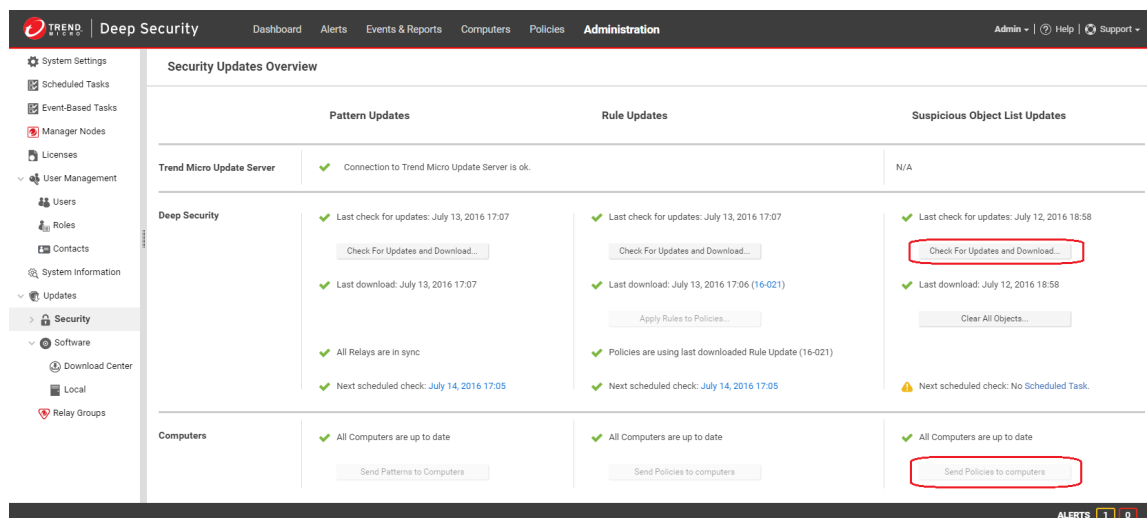 TREND MICRO | Deep Security
Dashboard Alerts Events & Reports Computers Policies Administration
Admin | Help | Support
System Settings
Scheduled Tasks
Event-Based Tasks
Manager Nodes
Licenses
User Management
Users
Roles
Contacts
System Information
Updates
Security
Software
Download Center
Local
Relay Groups
Security Updates Overview
Pattern Updates Rule Updates Suspicious Object List Updates
Trend Micro Update Server Connection to Trend Micro Update Server is ok. N/A
Deep Security Last check for updates: July 13, 2016 17:07 Last check for updates: July 13, 2016 17:07 Last check for updates: July 12, 2016 18:58
Check For Updates and Download... Check For Updates and Download... Check For Updates and Download...
Last download: July 13, 2016 17:07 Last download: July 13, 2016 17:06 (16-021) Last download: July 12, 2016 18:58
Apply Rules to Policies... Clear All Objects...
All Relays are in sync Policies are using last downloaded Rule Update (16-021)
Next scheduled check: July 14, 2016 17:05 Next scheduled check: July 14, 2016 17:05 Next scheduled check: No Scheduled Task.
Computers All Computers are up to date All Computers are up to date All Computers are up to date
Send Patterns to Computers Send Policies to computers Send Policies to computers
ALERTS 1 0